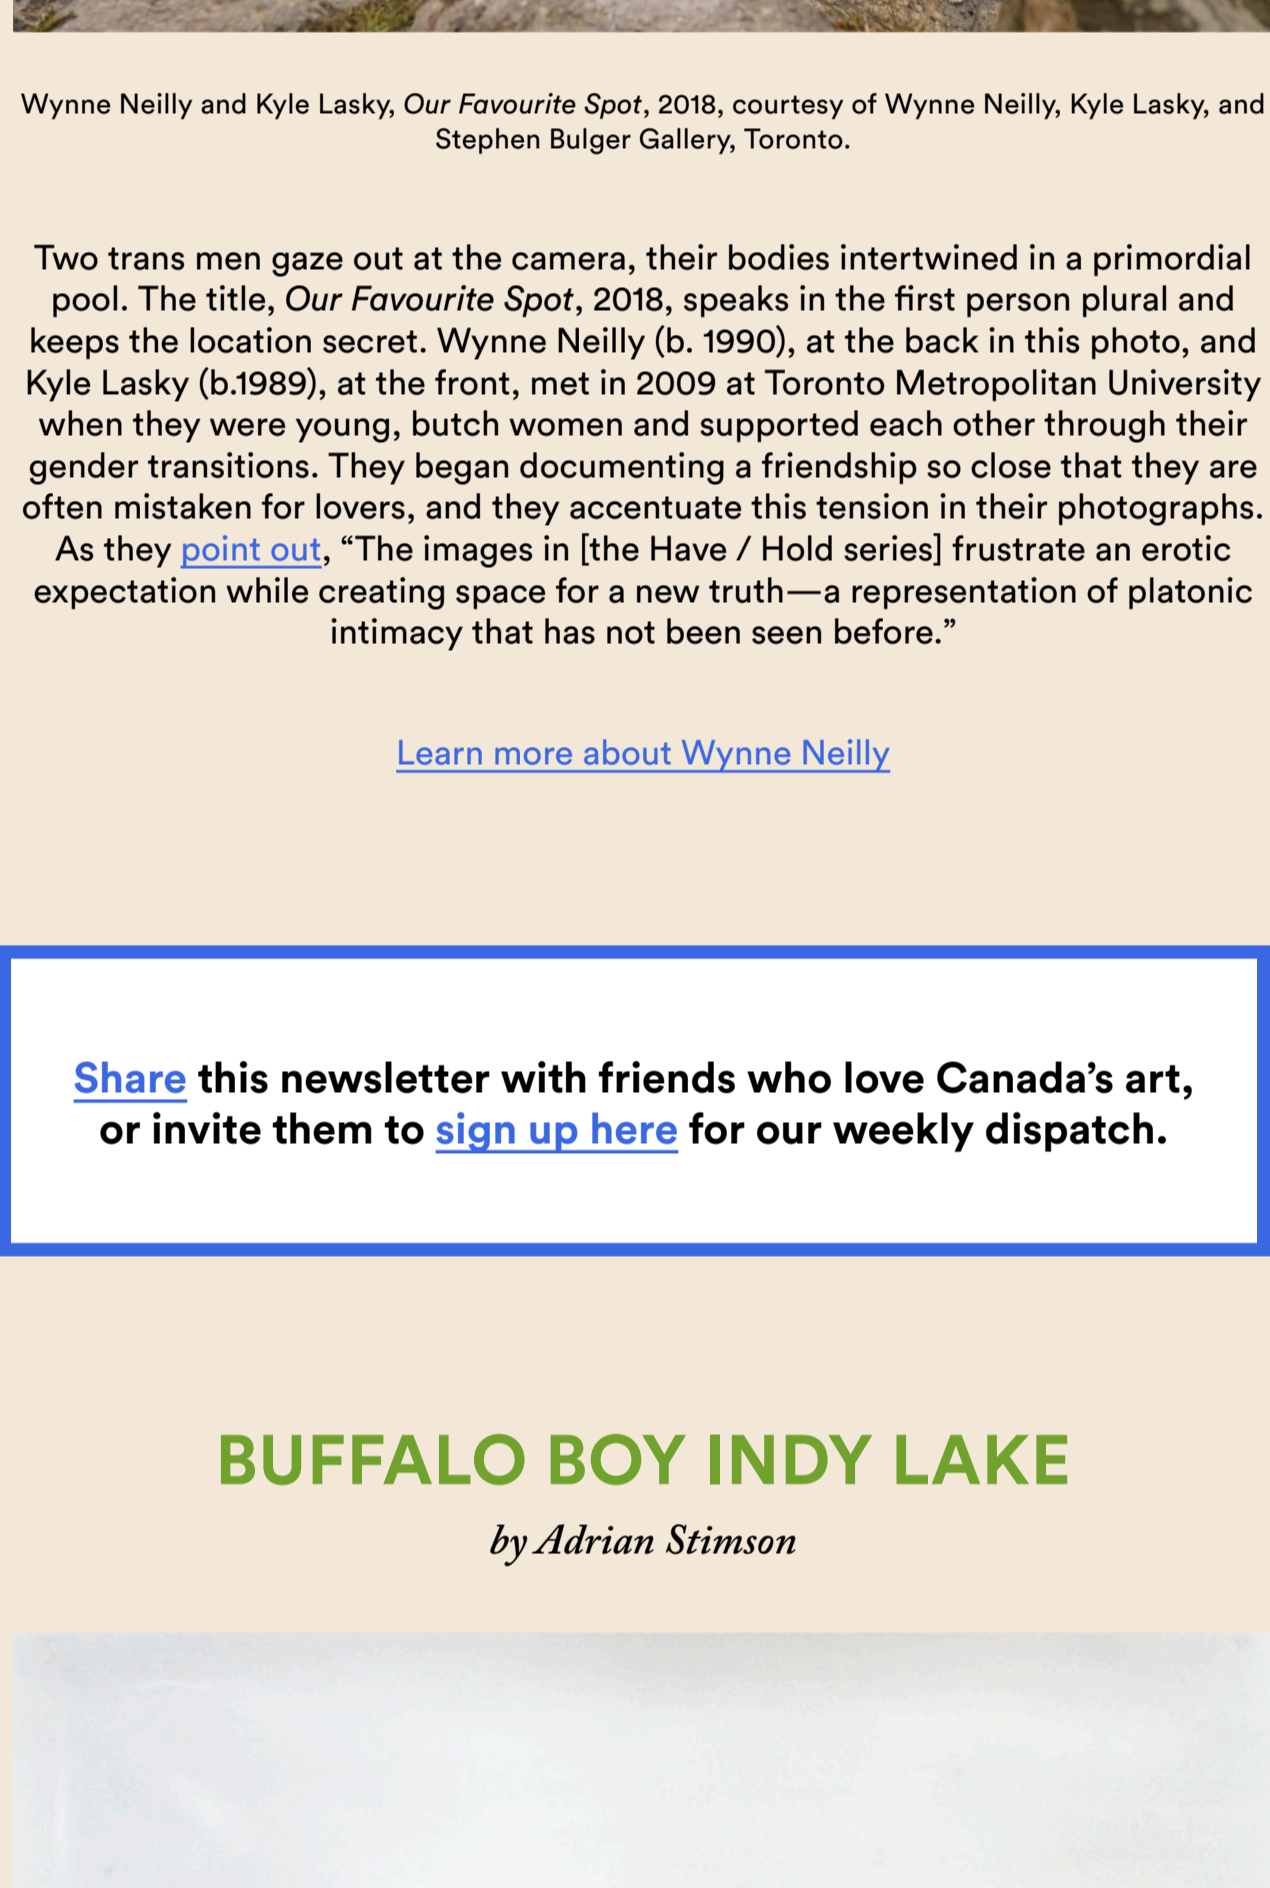 Wynne Neilly and Kyle Lasky, Our Favourite Spot, 2018, courtesy of Wynne Neilly, Kyle Lasky, and
Stephen Bulger Gallery, Toronto.
Two trans men gaze out at the camera, their bodies intertwined in a primordial
pool. The title, Our Favourite Spot, 2018, speaks in the first person plural and
keeps the location secret. Wynne Neilly (b. 1990), at the back in this photo, and
Kyle Lasky (b.1989), at the front, met in 2009 at Toronto Metropolitan University
when they were young, butch women and supported each other through their
gender transitions. They began documenting a friendship so close that they are
often mistaken for lovers, and they accentuate this tension in their photographs.
As they point out, “The images in [the Have / Hold series] frustrate an erotic
expectation while creating space for a new truth—a representation of platonic
intimacy that has not been seen before.”
Learn more about Wynne Neilly
Share this newsletter with friends who love Canada’s art,
or invite them to sign up here for our weekly dispatch.
BUFFALO BOY INDY LAKE
by Adrian Stimson